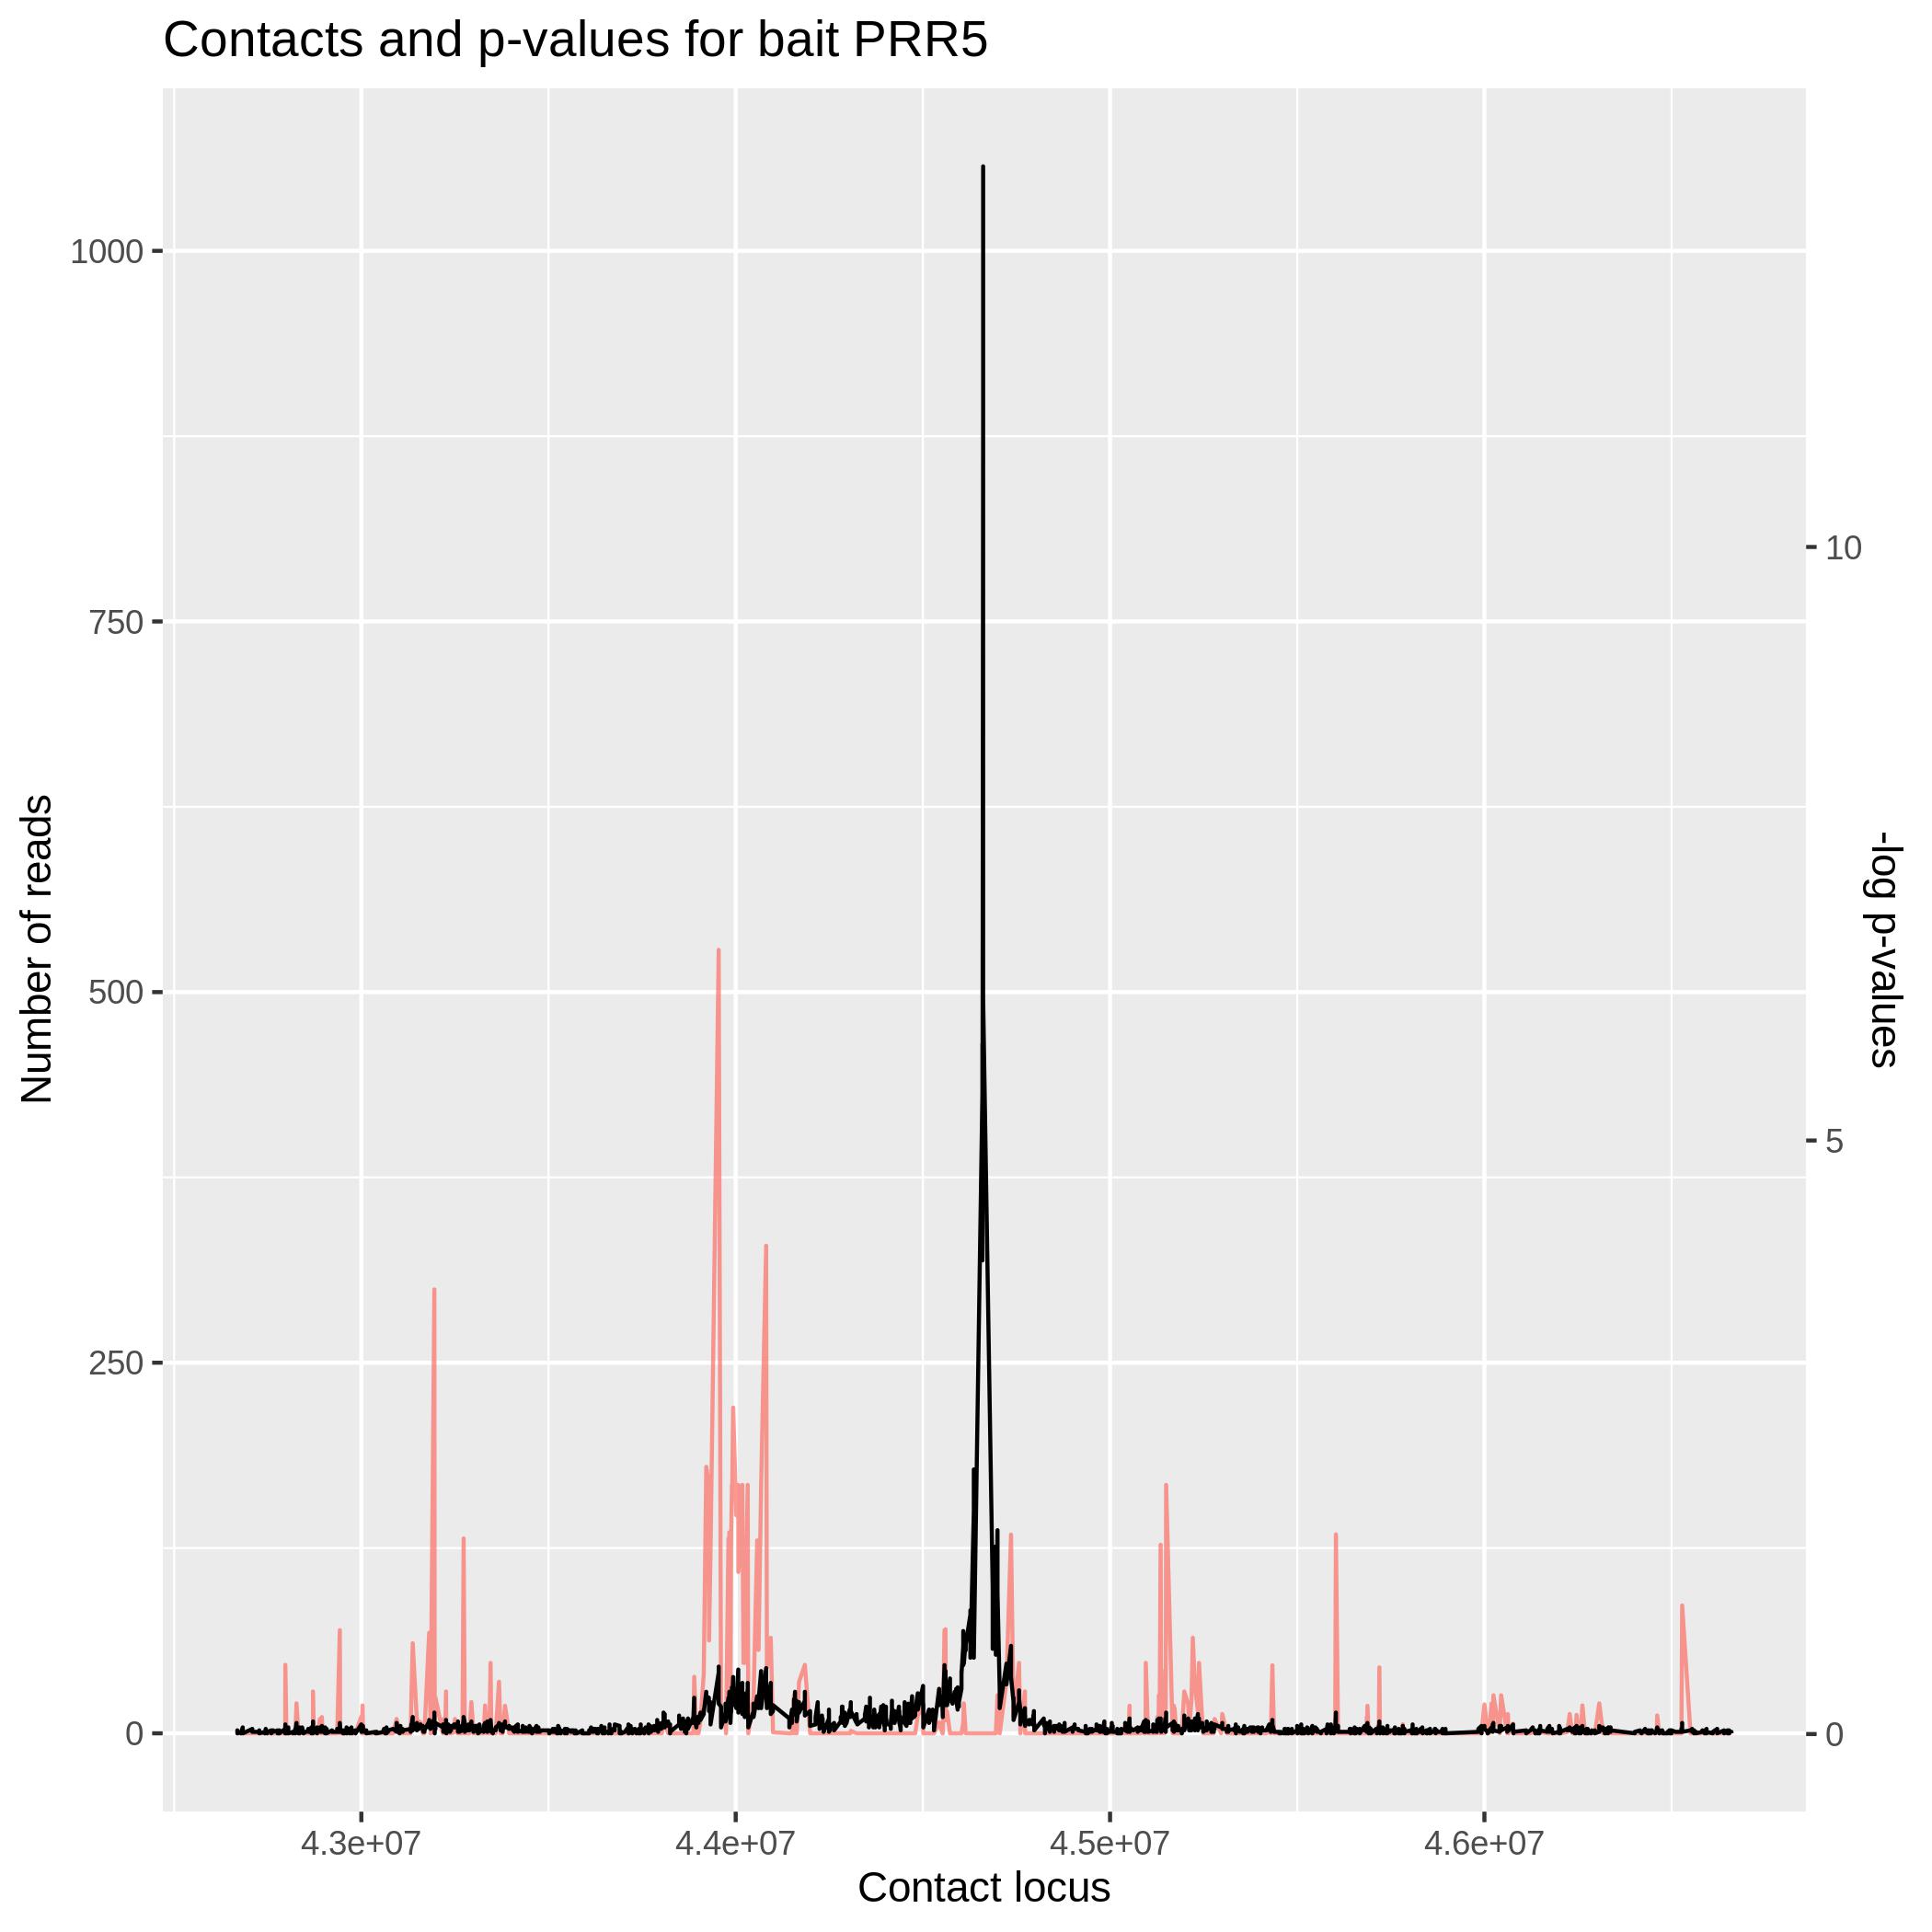 Contacts and p-values for bait PRR5
1000
750
500
250
0
Number of reads
10
5
0
-log p-values
4.3e+07
4.4e+07
4.5e+07
4.6e+07
Contact locus